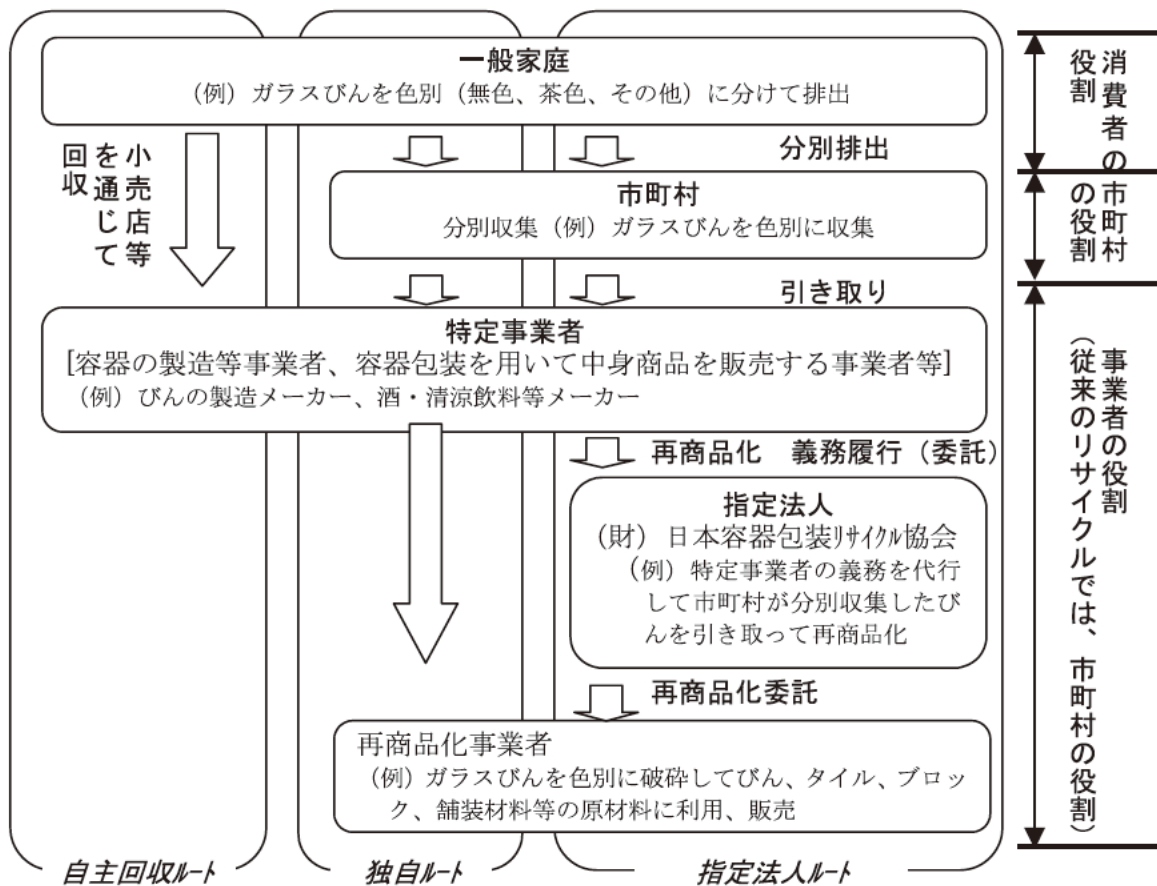 一般家庭
（例）ガラスびんを色別（無色、茶色、その他）に分けて排出
小売店等
を通じて
回収
分別排出
市町村
分別収集（例）ガラスびんを色別に収集
引き取り
特定事業者
[容器の製造等事業者、容器包装を用いて中身商品を販売する事業者等]
（例）びんの製造メーカー、酒・清涼飲料等メーカー
再商品化　義務履行（委託）
指定法人
（財）日本容器包装ﾘｻｲｸﾙ協会
（例）特定事業者の義務を代行
して市町村が分別収集したび
んを引き取って再商品化
再商品化委託
再商品化事業者
（例）ガラスびんを色別に破砕してびん、タイル、ブロッ
ク、舗装材料等の原材料に利用、販売
自主回収ﾙｰﾄ
独自ﾙｰﾄ
指定法人ﾙｰﾄ
消費者の
役割
市町村
の役割
事業者の役割
（従来のリサイクルでは、市町村の役割）